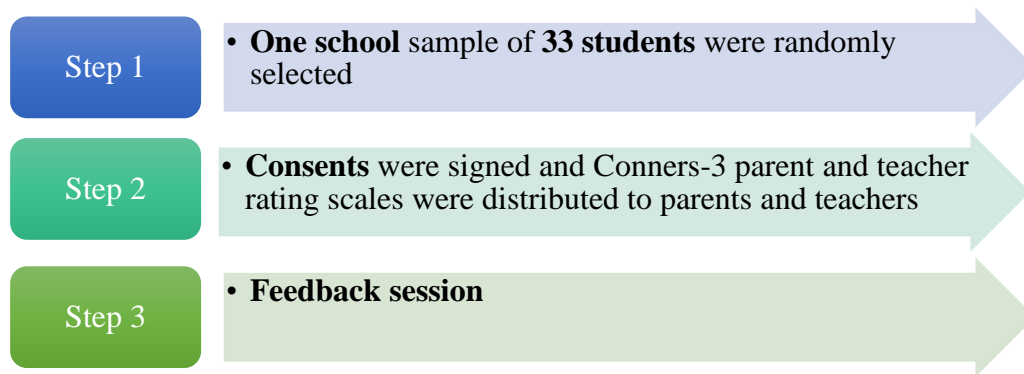 Step 1
• One school sample of 33 students were randomly
selected
Step 2
• Consents were signed and Conners-3 parent and teacher
rating scales were distributed to parents and teachers
Step 3
• Feedback session